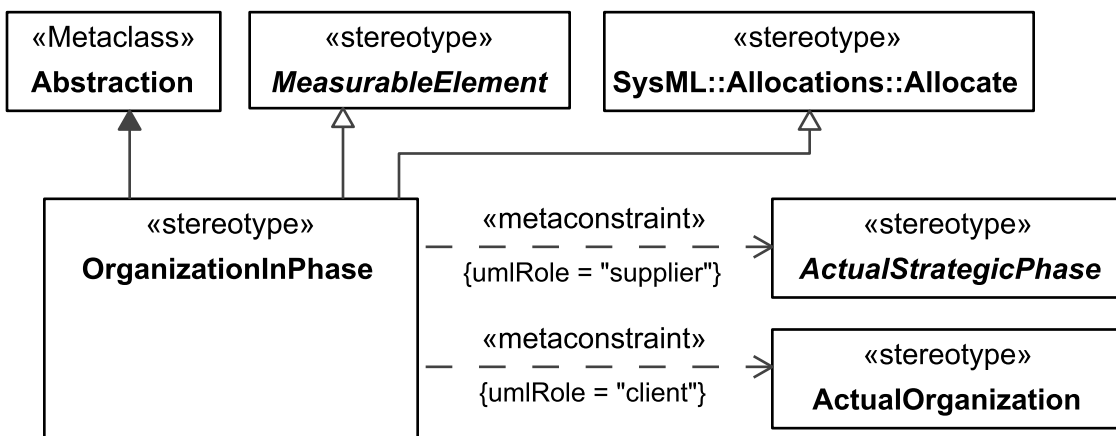 «Metaclass»
Abstraction
«stereotype»
MeasurableElement
«stereotype»
SysML::Allocations::Allocate
«stereotype»
OrganizationInPhase
«metaconstraint»
{umlRole = "supplier"}
«stereotype»
ActualStrategicPhase
«metaconstraint»
{umlRole = "client"}
«stereotype»
ActualOrganization